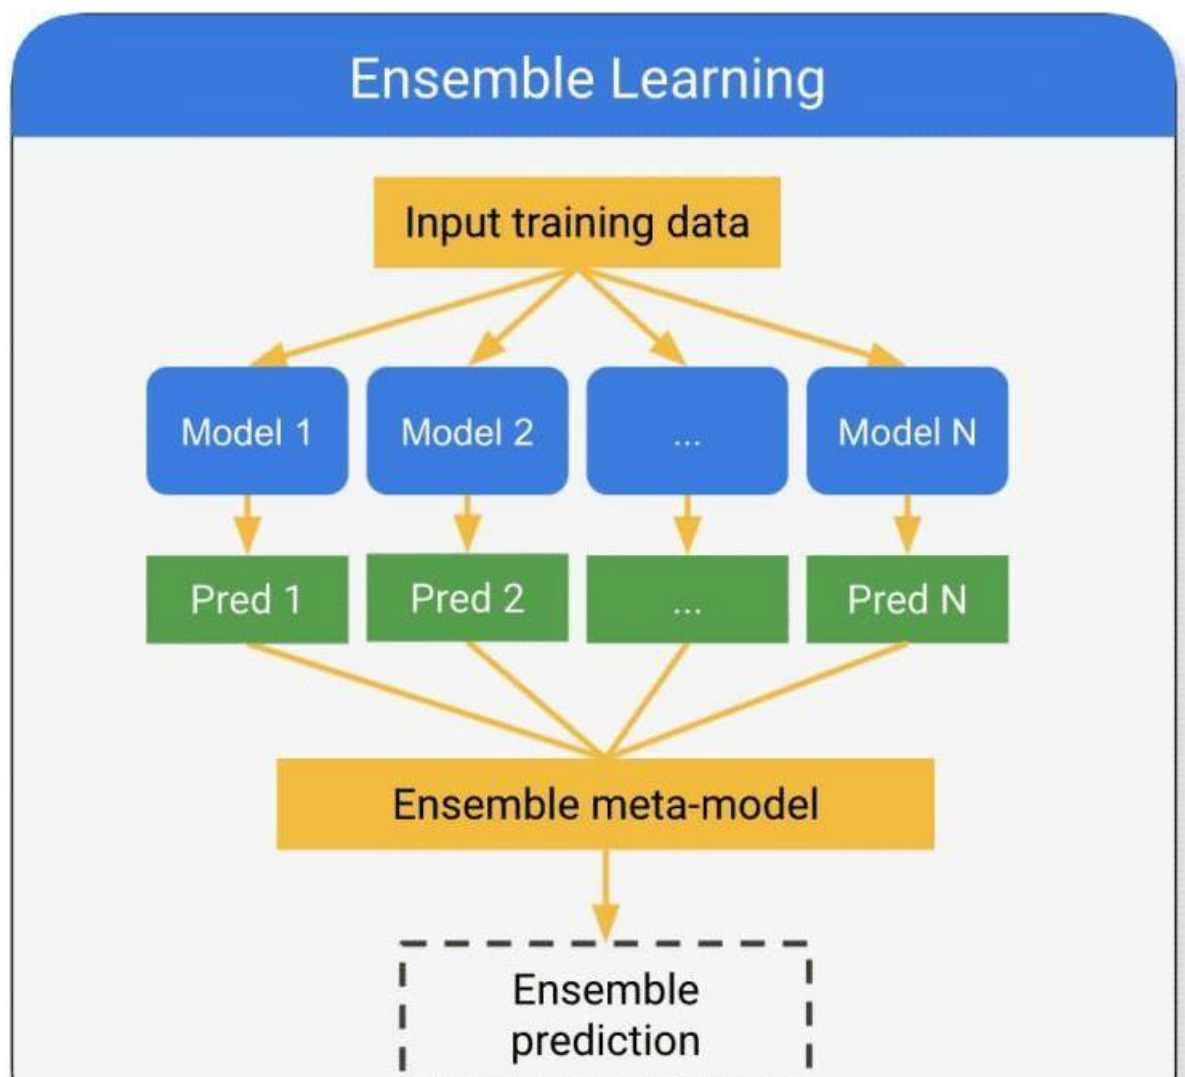 Ensemble Learning
Input training data
Model 1
Model 2
...
Model N
Pred 1
Pred 2
...
Pred N
Ensemble meta-model
Ensemble
prediction